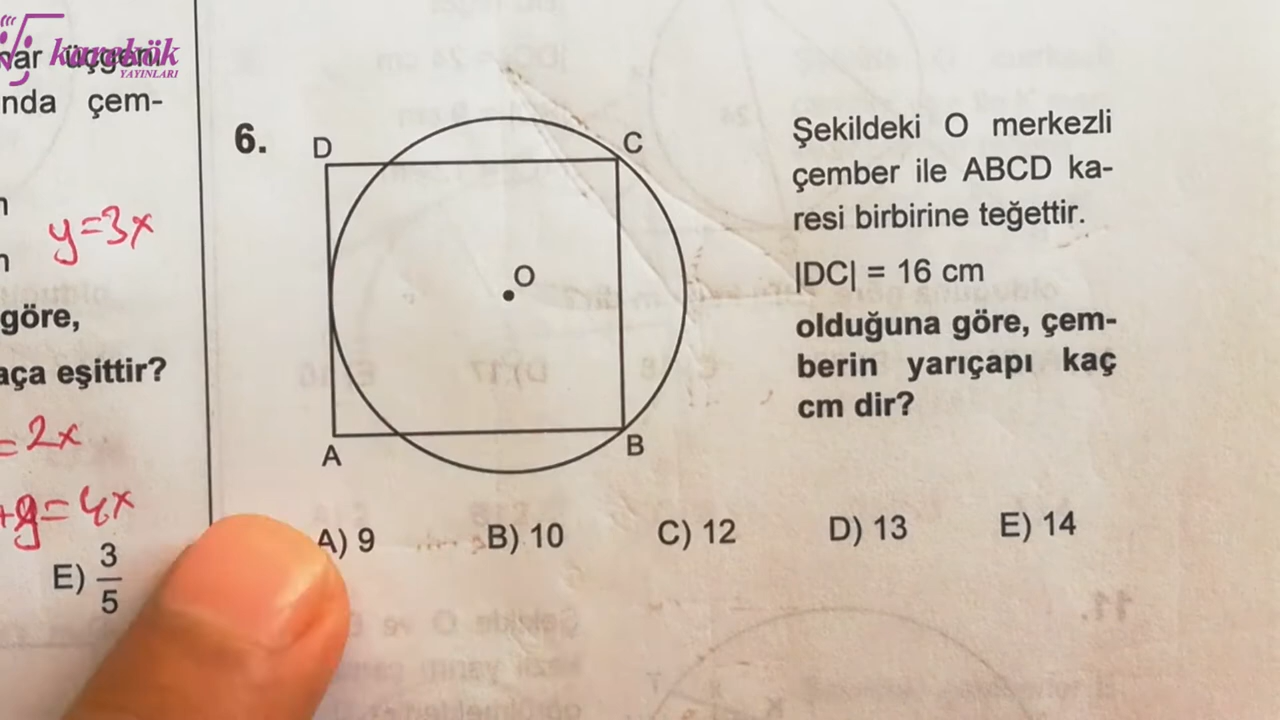 karekök
YAYINLARI
üçgeni
nda çem-
y=3x
göre,
aça eşittir?
=2x
+y=4x
E) 3/5
6.
D
C
O
A
B
Şekildeki O merkezli
çember ile ABCD ka-
resi birbirine teğettir.
|DC| = 16 cm
olduğuna göre, çem-
berin yarıçapı kaç
cm dir?
A) 9 B) 10 C) 12 D) 13 E) 14
11.